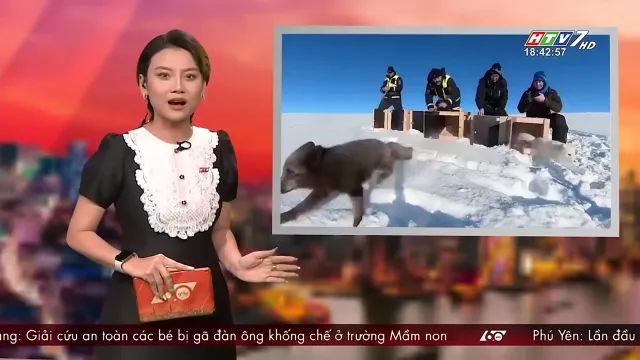 HTV7 HD
18:42:57
ang: Giải cứu an toàn các bé bị gã đàn ông khống chế ở trường Mầm non
60
Phú Yên: Lần đầu